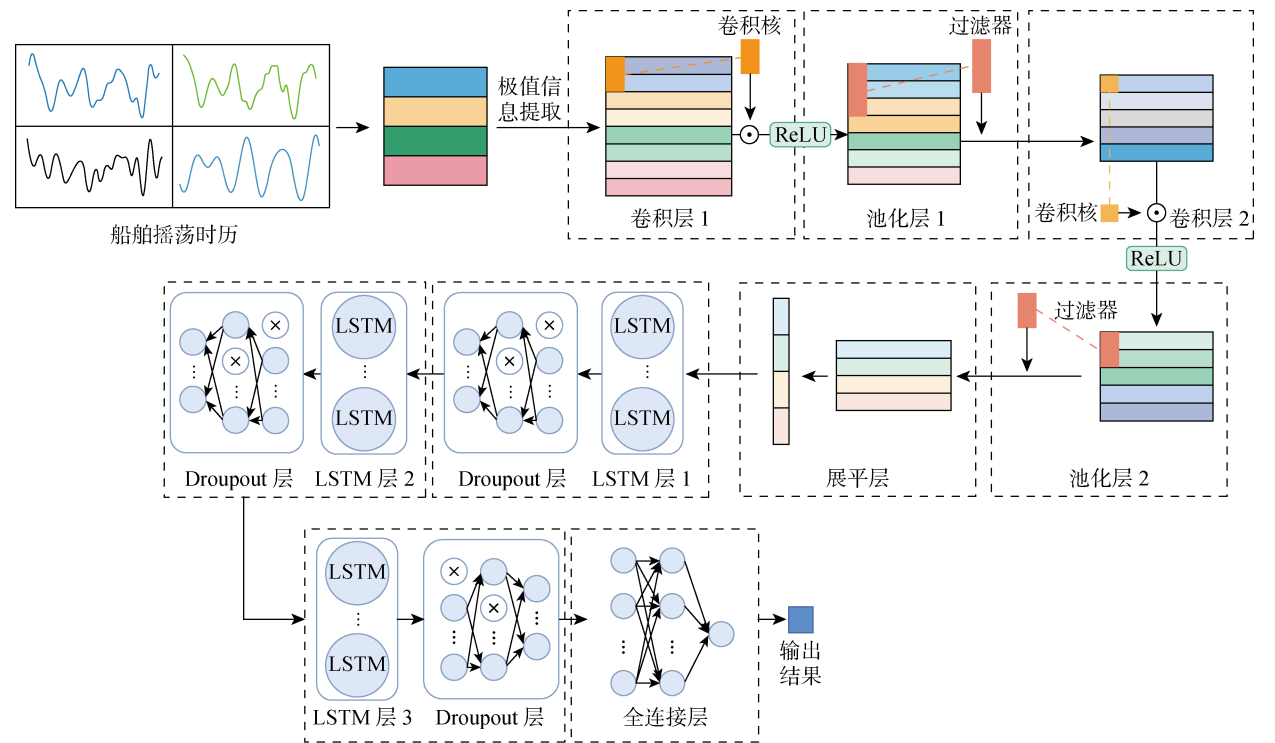 船舶摇荡时历
极值信
息提取
卷积核
ReLU
卷积层 1
过滤器
池化层 1
卷积核
卷积层 2
ReLU
过滤器
池化层 2
展平层
LSTM
LSTM
LSTM 层 1
Droupout 层
LSTM
LSTM
LSTM 层 2
Droupout 层
LSTM
LSTM
LSTM 层 3
Droupout 层
全连接层
输出
结果